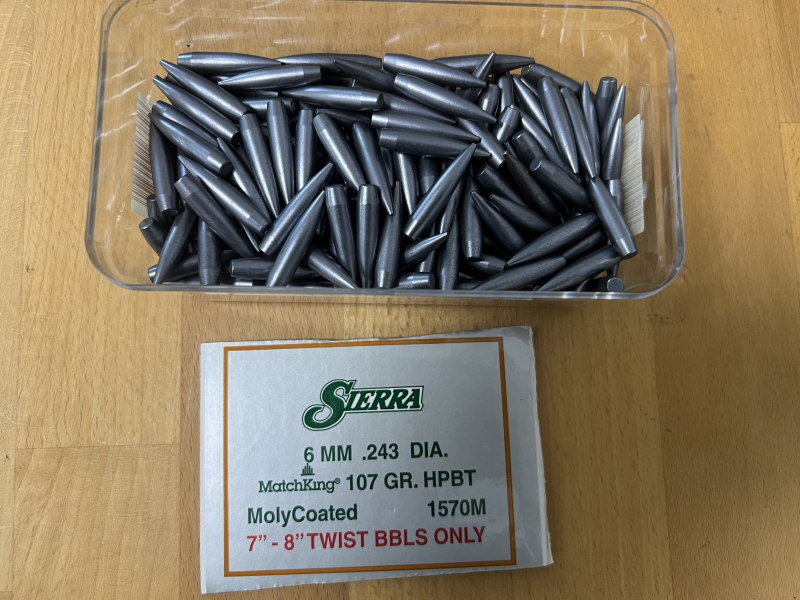 SIERRA
6 MM .243 DIA.
MatchKing® 107 GR. HPBT
MolyCoated 1570M
7" - 8" TWIST BBLS ONLY